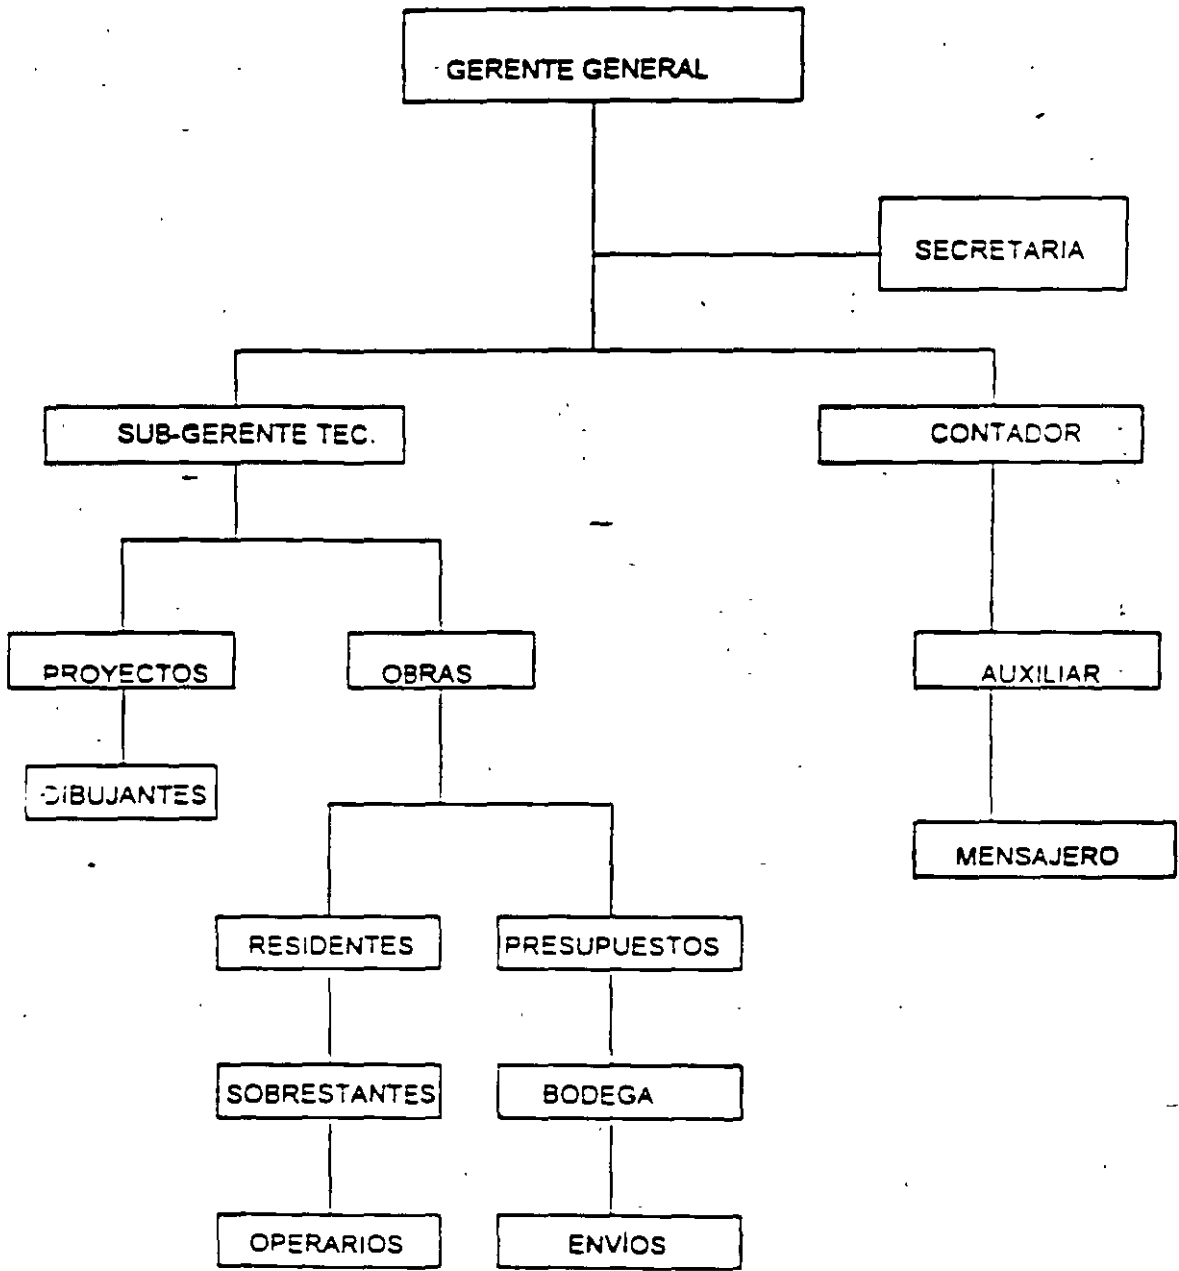 GERENTE GENERAL
SECRETARIA
SUB-GERENTE TEC.
CONTADOR
PROYECTOS
OBRAS
AUXILIAR
DIBUJANTES
MENSAJERO
RESIDENTES
PRESUPUESTOS
SOBRESTANTES
BODEGA
OPERARIOS
ENVÍOS